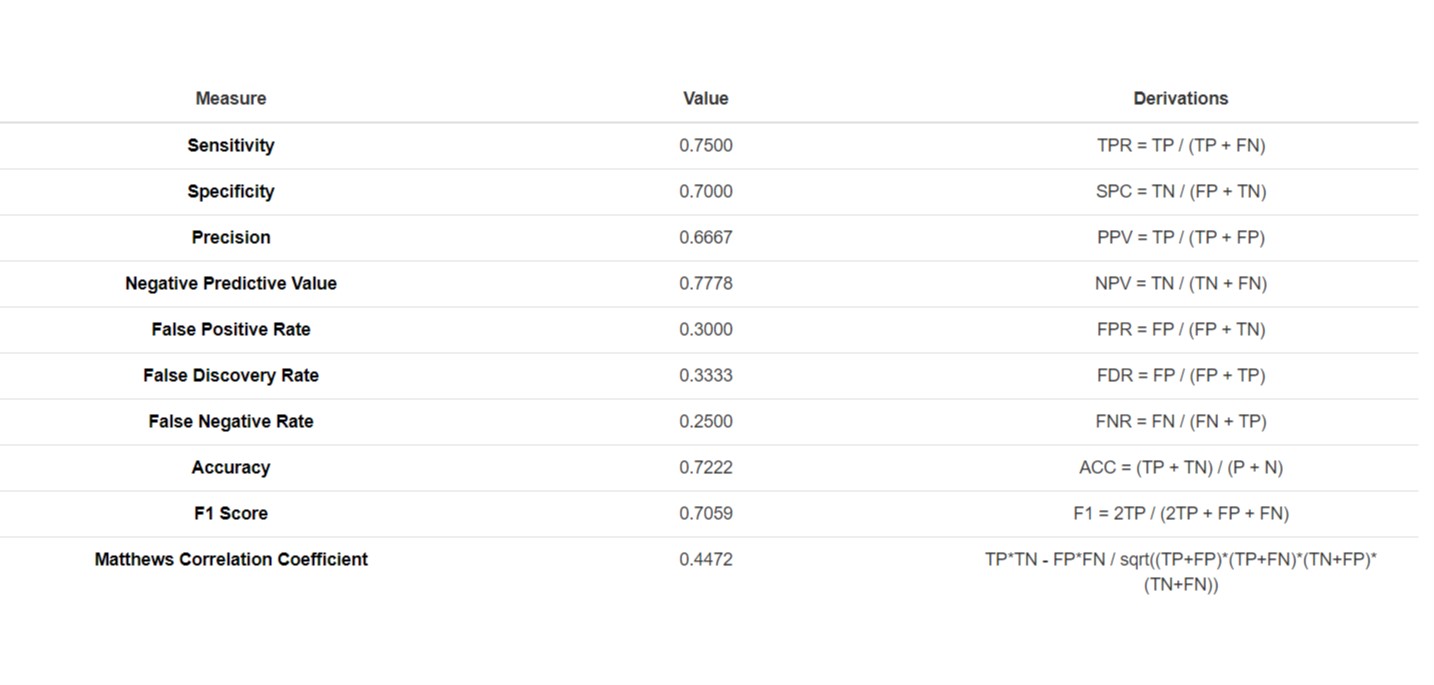 Measure Value Derivations
Sensitivity 0.7500 TPR = TP / (TP + FN)
Specificity 0.7000 SPC = TN / (FP + TN)
Precision 0.6667 PPV = TP / (TP + FP)
Negative Predictive Value 0.7778 NPV = TN / (TN + FN)
False Positive Rate 0.3000 FPR = FP / (FP + TN)
False Discovery Rate 0.3333 FDR = FP / (FP + TP)
False Negative Rate 0.2500 FNR = FN / (FN + TP)
Accuracy 0.7222 ACC = (TP + TN) / (P + N)
F1 Score 0.7059 F1 = 2TP / (2TP + FP + FN)
Matthews Correlation Coefficient 0.4472 TP*TN - FP*FN / sqrt((TP+FP)*(TP+FN)*(TN+FP)*
(TN+FN))